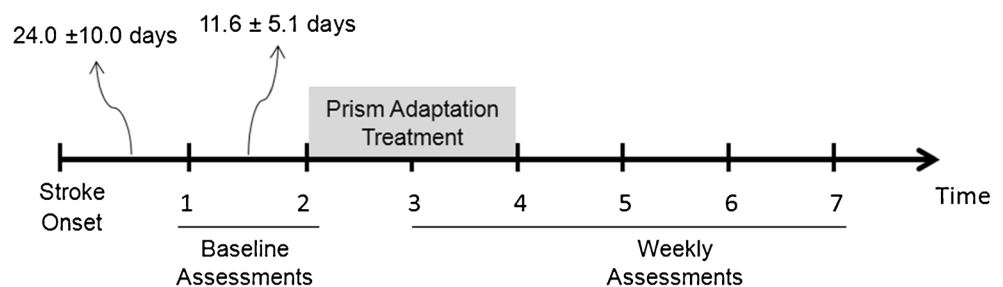 24.0 ±10.0 days
11.6 ± 5.1 days
Prism Adaptation
Treatment
Stroke
Onset
1
2
3
4
5
6
7
Time
Baseline
Assessments
Weekly
Assessments